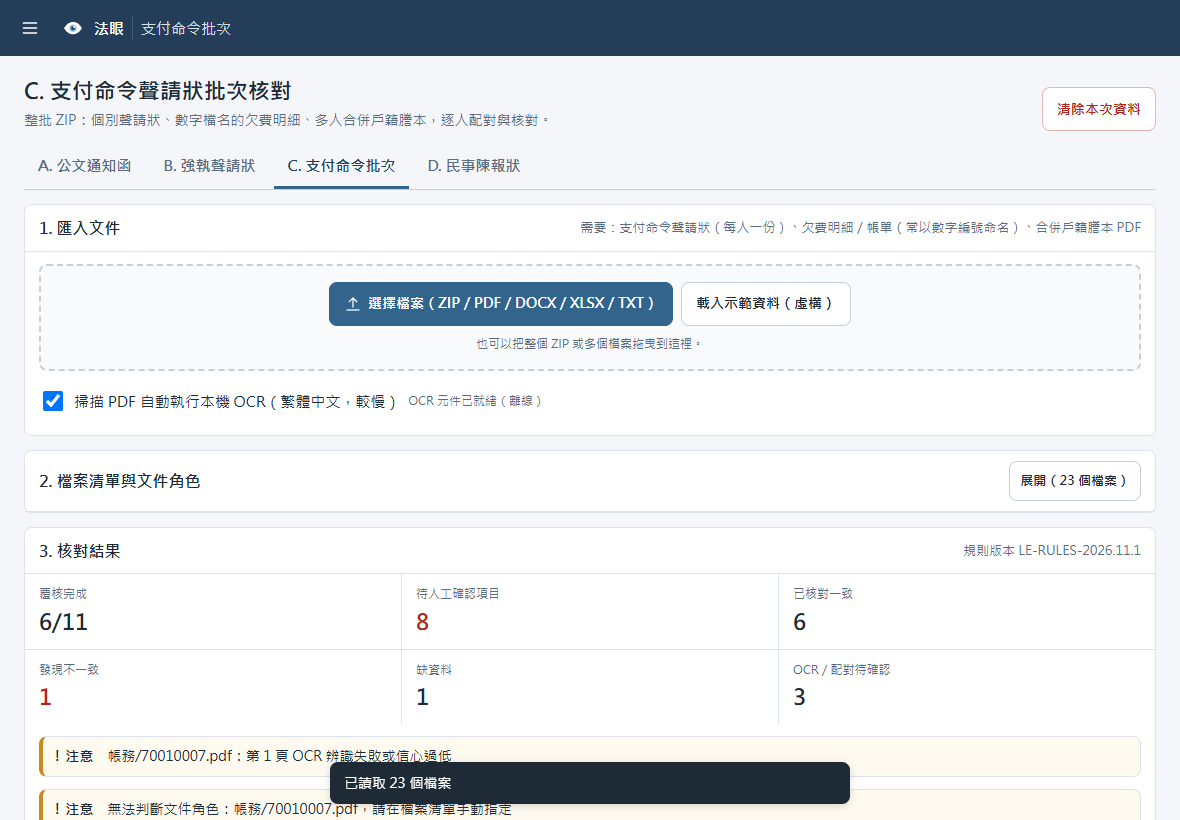 法眼 支付命令批次
C. 支付命令聲請狀批次核對
整批 ZIP：個別聲請狀、數字檔名的欠費明細、多人合併戶籍謄本，逐人配對與核對。
清除本次資料
A. 公文通知函 B. 強執聲請狀 C. 支付命令批次 D. 民事陳報狀
1. 匯入文件
需要：支付命令聲請狀（每人一份）、欠費明細 / 帳單（常以數字編號命名）、合併戶籍謄本 PDF
選擇檔案（ZIP / PDF / DOCX / XLSX / TXT）
載入示範資料（虛構）
也可以把整個 ZIP 或多個檔案拖曳到這裡。
掃描 PDF 自動執行本機 OCR（繁體中文，較慢） OCR 元件已就緒（離線）
2. 檔案清單與文件角色
展開（23 個檔案）
3. 核對結果
規則版本 LE-RULES-2026.11.1
覆核完成
6/11
待人工確認項目
8
已核對一致
6
發現不一致
1
缺資料
1
OCR / 配對待確認
3
! 注意 帳務/70010007.pdf：第 1 頁 OCR 辨識失敗或信心過低
已讀取 23 個檔案
! 注意 無法判斷文件角色：帳務/70010007.pdf，請在檔案清單手動指定